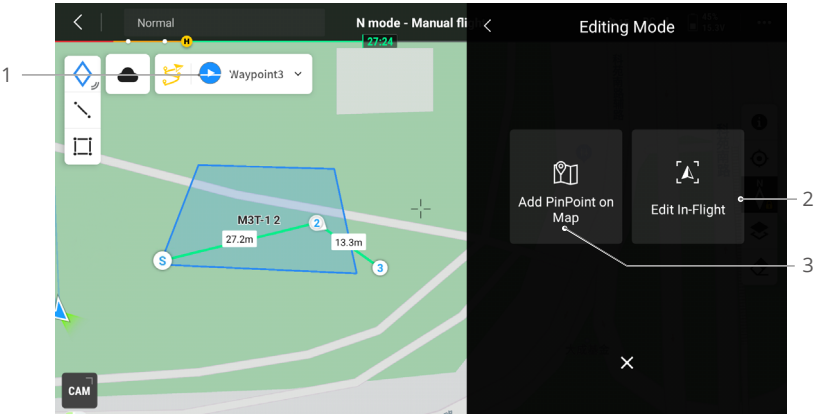 Normal
N mode - Manual fli
Editing Mode
H
27:24
1
Waypoint3
Add PinPoint on
Map
Edit In-Flight
2
M3T-1 2
2
27.2m
13.3m
S
3
3
CAM